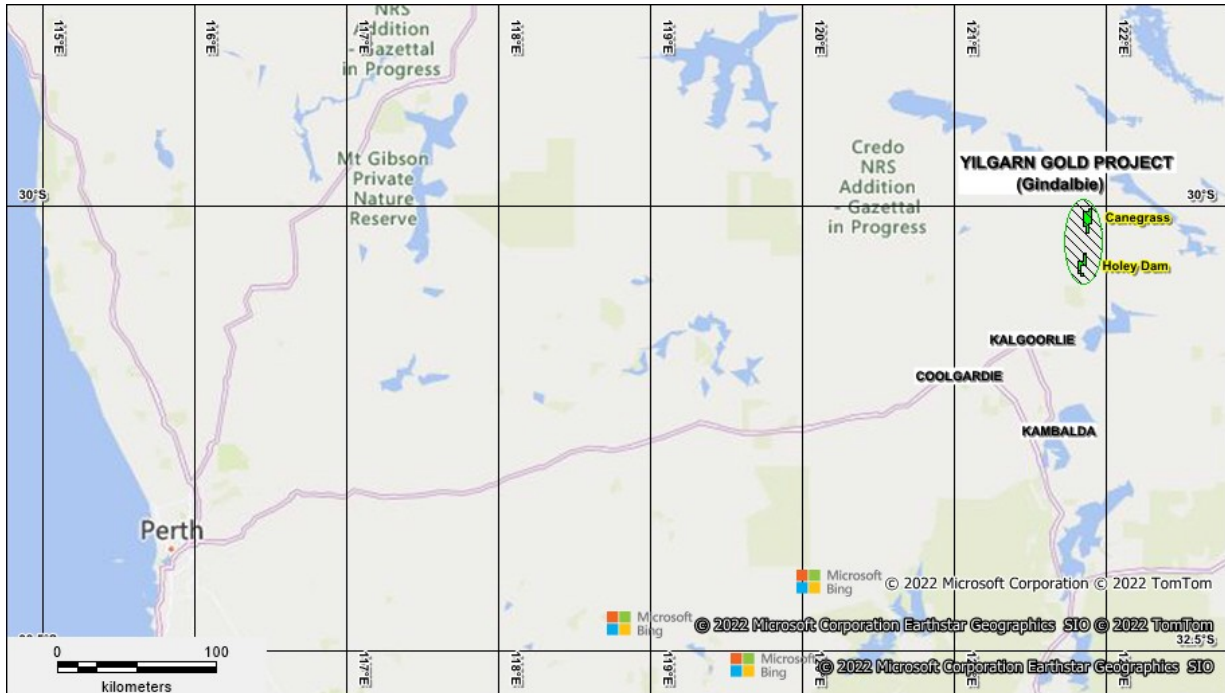 115°E
116°E
117°E
118°E
119°E
120°E
121°E
122°E
NRS
Addition
- Gazettal
in Progress
Mt Gibson
Private
Nature
Reserve
Credo
NRS
Addition
- Gazettal
in Progress
YILGARN GOLD PROJECT
(Gindalbie)
30°S
30°S
Canegrass
Holey Dam
KALGOORLIE
COOLGARDIE
KAMBALDA
Perth
Microsoft
Bing
© 2022 Microsoft Corporation © 2022 TomTom
Microsoft
Bing
© 2022 Microsoft Corporation Earthstar Geographics SIO © 2022 TomTom
32.5°S
Microsoft
Bing
© 2022 Microsoft Corporation Earthstar Geographics SIO
0
100
kilometers
117°E
118°E
119°E
120°E
121°E
122°E